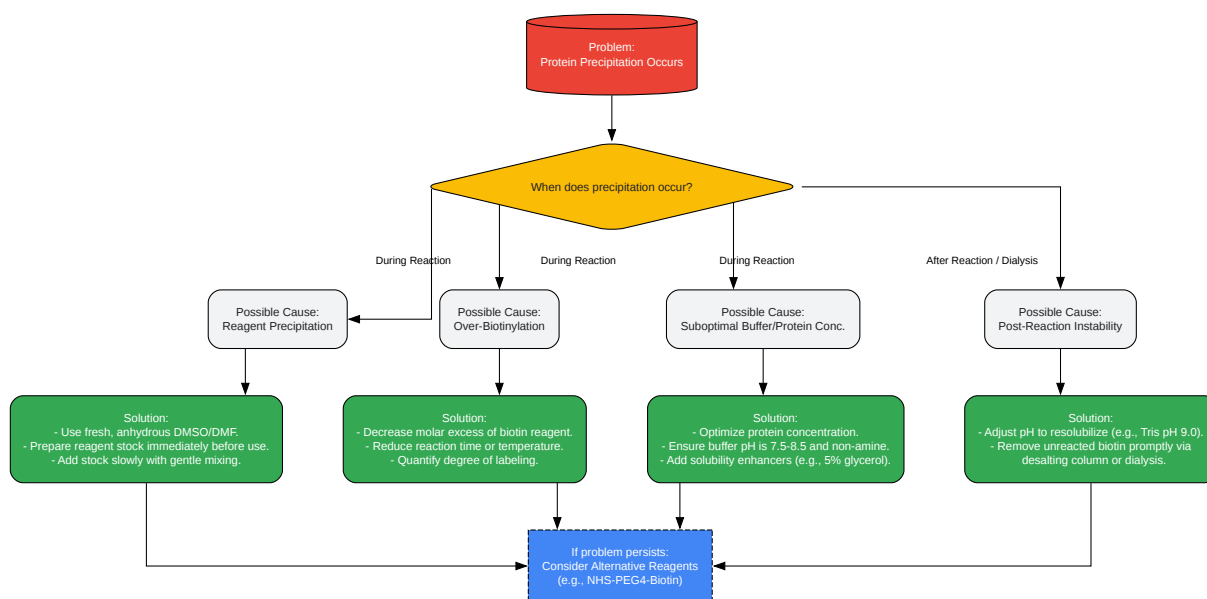 Problem:
Protein Precipitation Occurs
When does precipitation occur?
During Reaction
During Reaction
During Reaction
After Reaction / Dialysis
Possible Cause:
Reagent Precipitation
Possible Cause:
Over-Biotinylation
Possible Cause:
Suboptimal Buffer/Protein Conc.
Possible Cause:
Post-Reaction Instability
Solution:
- Use fresh, anhydrous DMSO/DMF.
- Prepare reagent stock immediately before use.
- Add stock slowly with gentle mixing.
Solution:
- Decrease molar excess of biotin reagent.
- Reduce reaction time or temperature.
- Quantify degree of labeling.
Solution:
- Optimize protein concentration.
- Ensure buffer pH is 7.5-8.5 and non-amine.
- Add solubility enhancers (e.g., 5% glycerol).
Solution:
- Adjust pH to resolubilize (e.g., Tris pH 9.0).
- Remove unreacted biotin promptly via
desalting column or dialysis.
If problem persists:
Consider Alternative Reagents
(e.g., NHS-PEG4-Biotin)